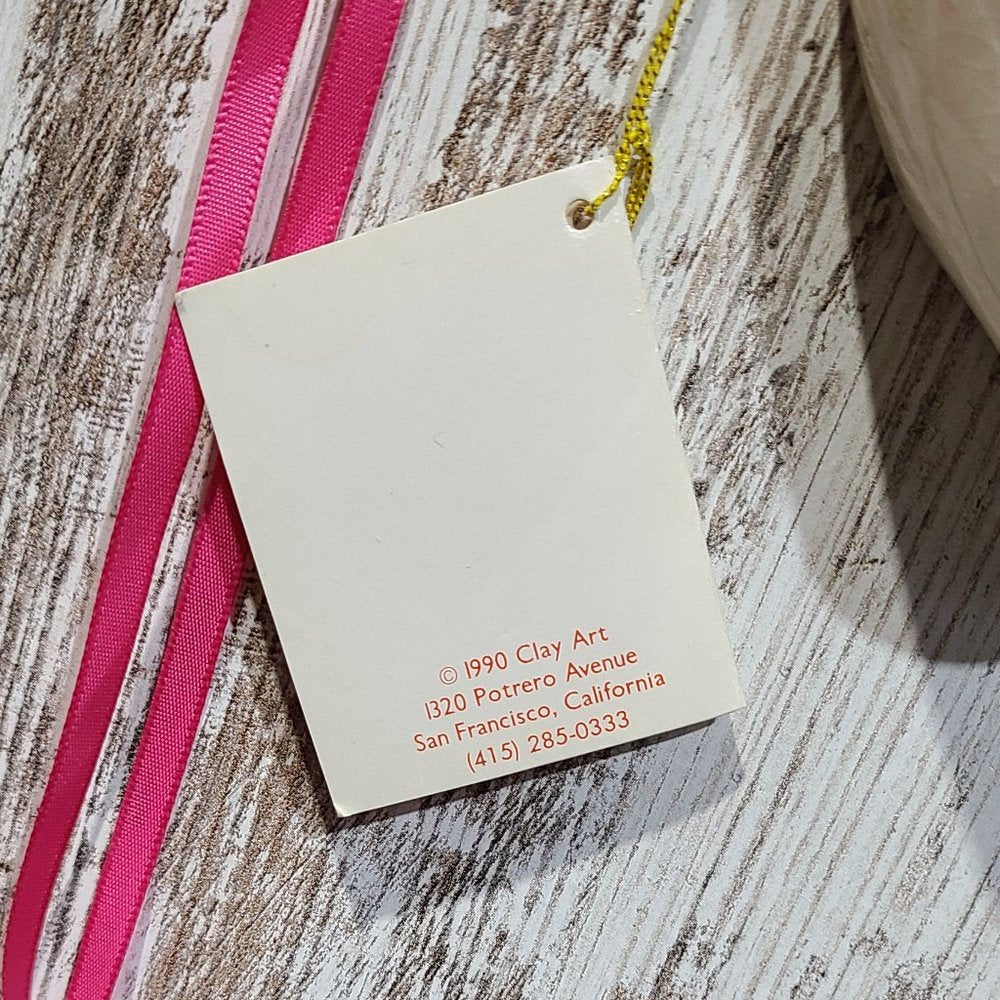 © 1990 Clay Art
1320 Potrero Avenue
San Francisco, California
(415) 285-0333